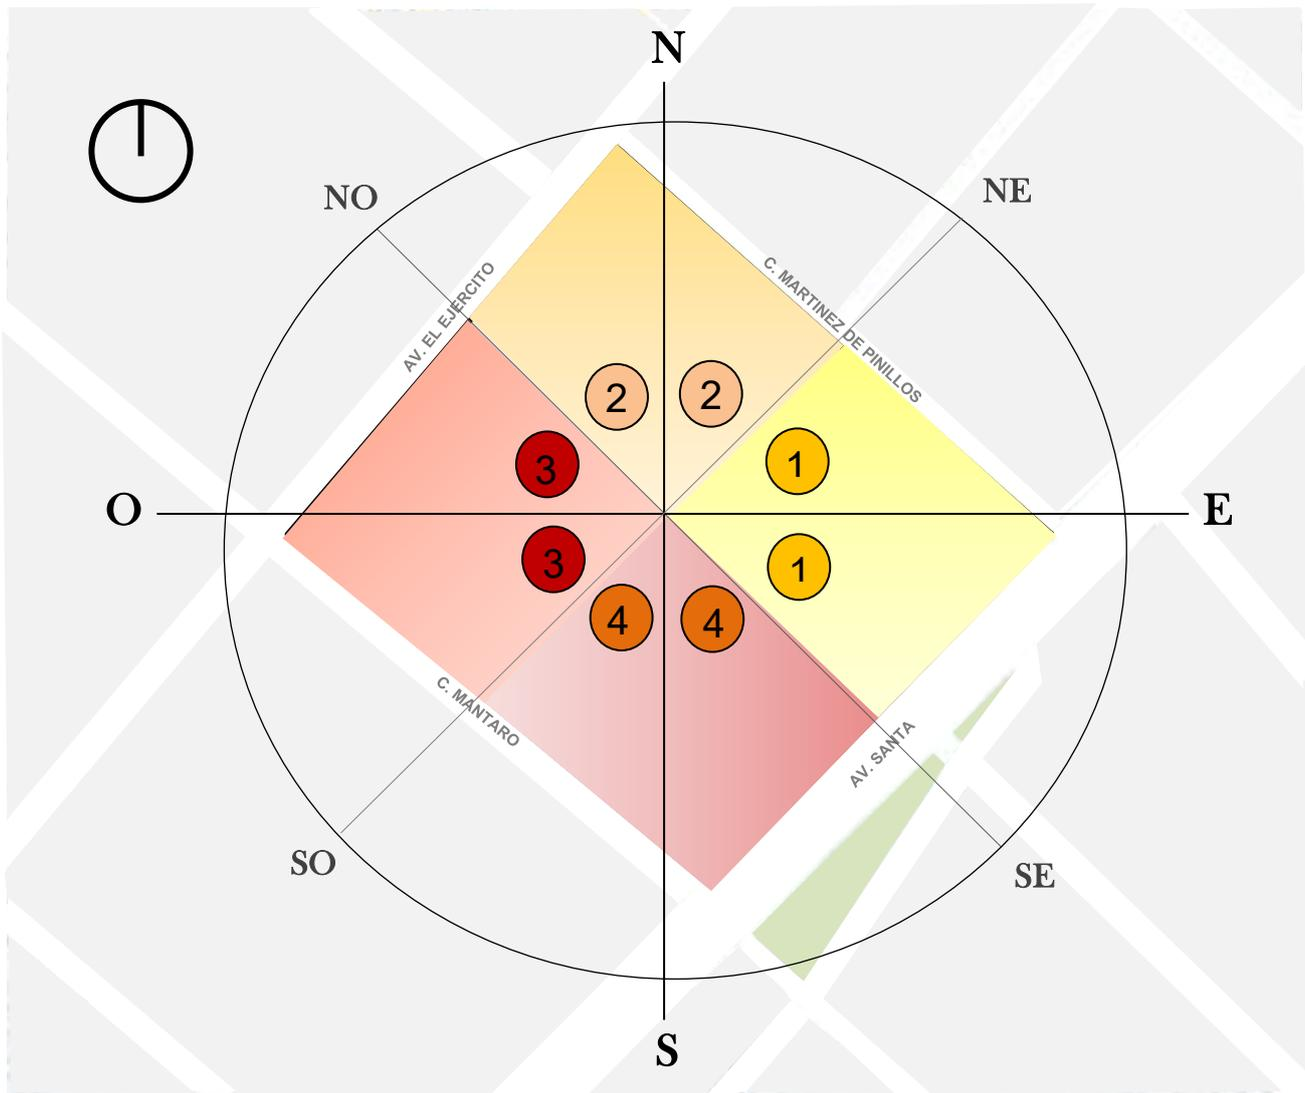 N
NO
NE
AV. EL EJERCITO
C. MARTINEZ DE PINILLOS
2
2
3
1
O
E
3
1
4
4
C. MANTARO
AV. SANTA
SO
SE
S